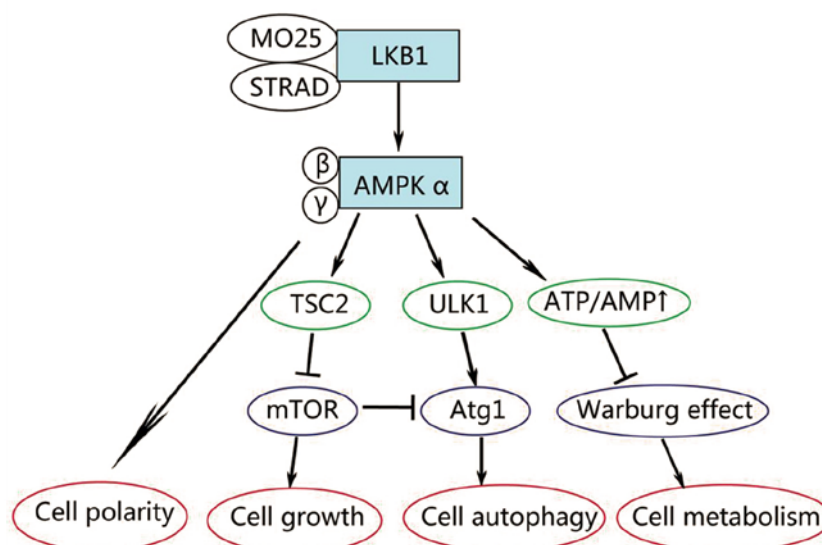 MO25
LKB1
STRAD
β
AMPK α
γ
TSC2
ULK1
ATP/AMP↑
mTOR
Atg1
Warburg effect
Cell polarity
Cell growth
Cell autophagy
Cell metabolism